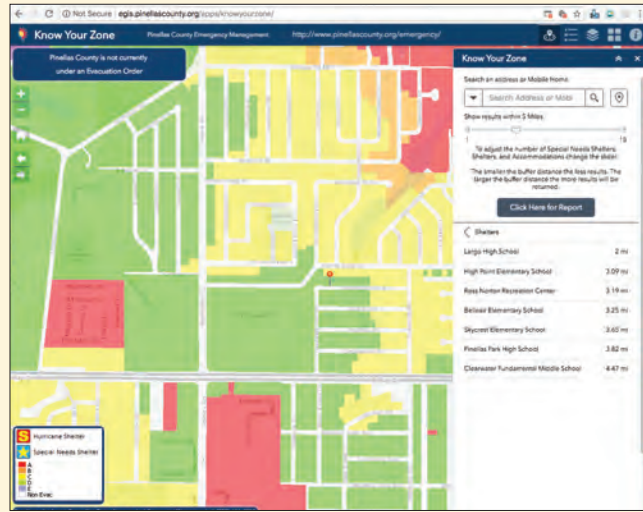 Not Secure | egis.pinellascounty.org/apps/knowyourzone/
Know Your Zone
Pinellas County Emergency Management
http://www.pinellascounty.org/emergency/
Pinellas County is not currently
under an Evacuation Order
Know Your Zone
Search an address or Mobile Home
Search Address or Mobi
Show results within 5 Miles
1
To adjust the number of Special Needs Shelters,
Shelters, and Accommodations change the slider.
The smaller the buffer distance the less results. The
larger the buffer distance the more results will be
returned.
Click Here for Report
Shelters
Largo High School 2 mi
High Point Elementary School 3.09 mi
Ross Norton Recreation Center 3.19 mi
Belleair Elementary School 3.25 mi
Skycrest Elementary School 3.65 mi
Pinellas Park High School 3.82 mi
Clearwater Fundamental Middle School 4.47 mi
S Hurricane Shelter
Special Needs Shelter
A
B
C
D
E
Non Evac